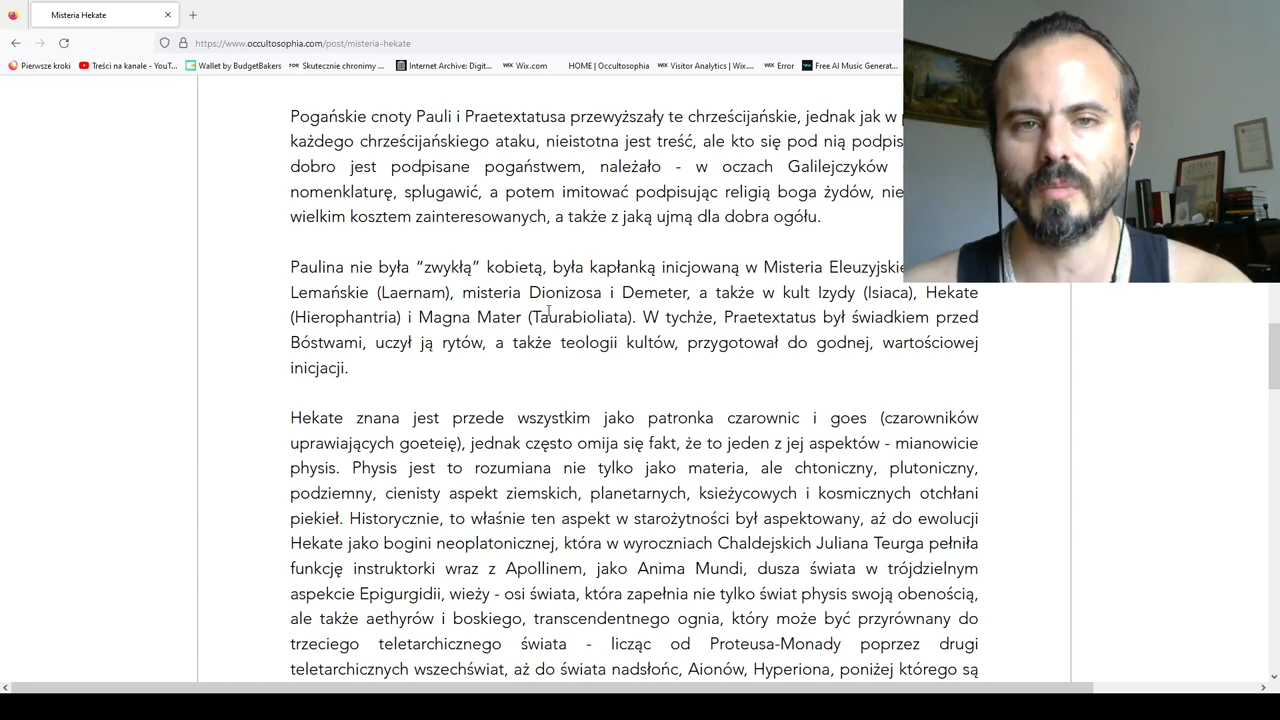 Misteria Hekate
https://www.occultosophia.com/post/misteria-hekate
Pierwsze kroki Treści na kanale - YouT... Wallet by BudgetBakers Skutecznie chronimy ... Internet Archive: Digit... Wix.com HOME | Occultosophia Visitor Analytics | Wix.... Error Free AI Music Generat...
Pogańskie cnoty Pauli i Praetextatusa przewyższały te chrześcijańskie, jednak jak w
każdego chrześcijańskiego ataku, nieistotna jest treść, ale kto się pod nią
dobro jest podpisane pogaństwem, należało - w oczach Galilejczyków
nomenklaturę, splugawić, a potem imitować podpisując religią boga żydów,
wielkim kosztem zainteresowanych, a także z jaką ujmą dla dobra ogółu.
Paulina nie była “zwykłą” kobietą, była kapłanką inicjowaną w Misteria
Lemańskie (Laernam), misteria Dionizosa i Demeter, a także w kult Izydy (Isiaca), Hekate
(Hierophantria) i Magna Mater (Taurabioliata). W tychże, Praetextatus był świadkiem przed
Bóstwami, uczył ją rytów, a także teologii kultów, przygotował do godnej, wartościowej
inicjacji.
Hekate znana jest przede wszystkim jako patronka czarownic i goes (czarowników
uprawiających goeteię), jednak często omija się fakt, że to jeden z jej aspektów - mianowicie
physis. Physis jest to rozumiana nie tylko jako materia, ale chtoniczny, plutoniczny,
podziemny, cienisty aspekt ziemskich, planetarnych, księżycowych i kosmicznych otchłani
piekieł. Historycznie, to właśnie ten aspekt w starożytności był aspektowany, aż do ewolucji
Hekate jako bogini neoplatonicznej, która w wyroczniach Chaldejskich Juliana Teurga pełniła
funkcję instruktorki wraz z Apollinem, jako Anima Mundi, dusza świata w trójdzielnym
aspekcie Epigurgidii, wieży - osi świata, która zapełnia nie tylko świat physis swoją obenością,
ale także aethyrów i boskiego, transcendentnego ognia, który może być przyrównany do
trzeciego teletarchicznego świata - licząc od Proteusa-Monady poprzez drugi
teletarchicznych wszechświat, aż do świata nadsłońc, Aionów, Hyperiona, poniżej którego są